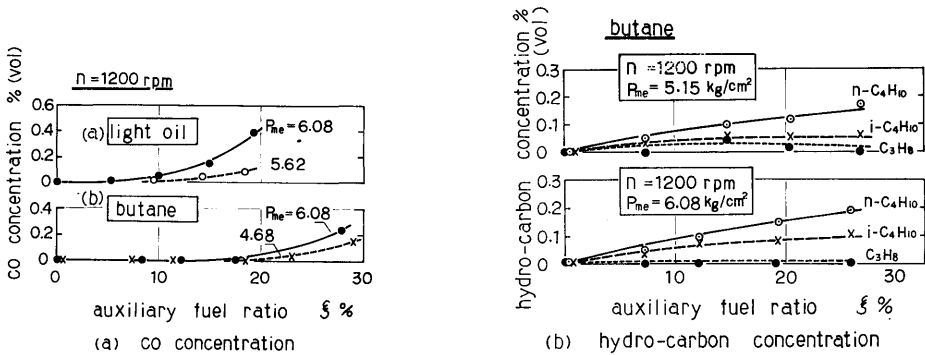 n=1200 rpm
CO concentration % (vol)
0.6
0.4
0.2
0
(a) light oil
Pme=6.08
5.62
0.4
0.2
0
(b) butane
Pme=6.08
4.68
0 10 20 30
auxiliary fuel ratio ξ %
(a) co concentration
butane
hydro-carbon concentration % (vol)
0.3
0.2
0.1
0
n=1200 rpm
Pme= 5.15 kg/cm²
n-C4H10
i-C4H10
C3H8
0.3
0.2
0.1
0
n=1200 rpm
Pme= 6.08 kg/cm²
n-C4H10
i-C4H10
C3H8
0 10 20 30
auxiliary fuel ratio ξ %
(b) hydro-carbon concentration